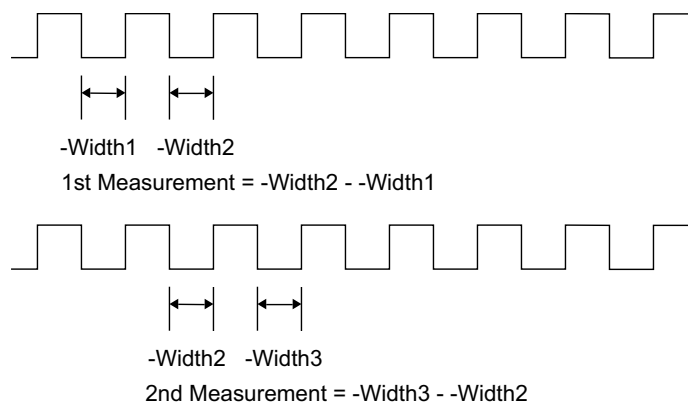 -Width1 -Width2
1st Measurement = -Width2 - -Width1
-Width2 -Width3
2nd Measurement = -Width3 - -Width2